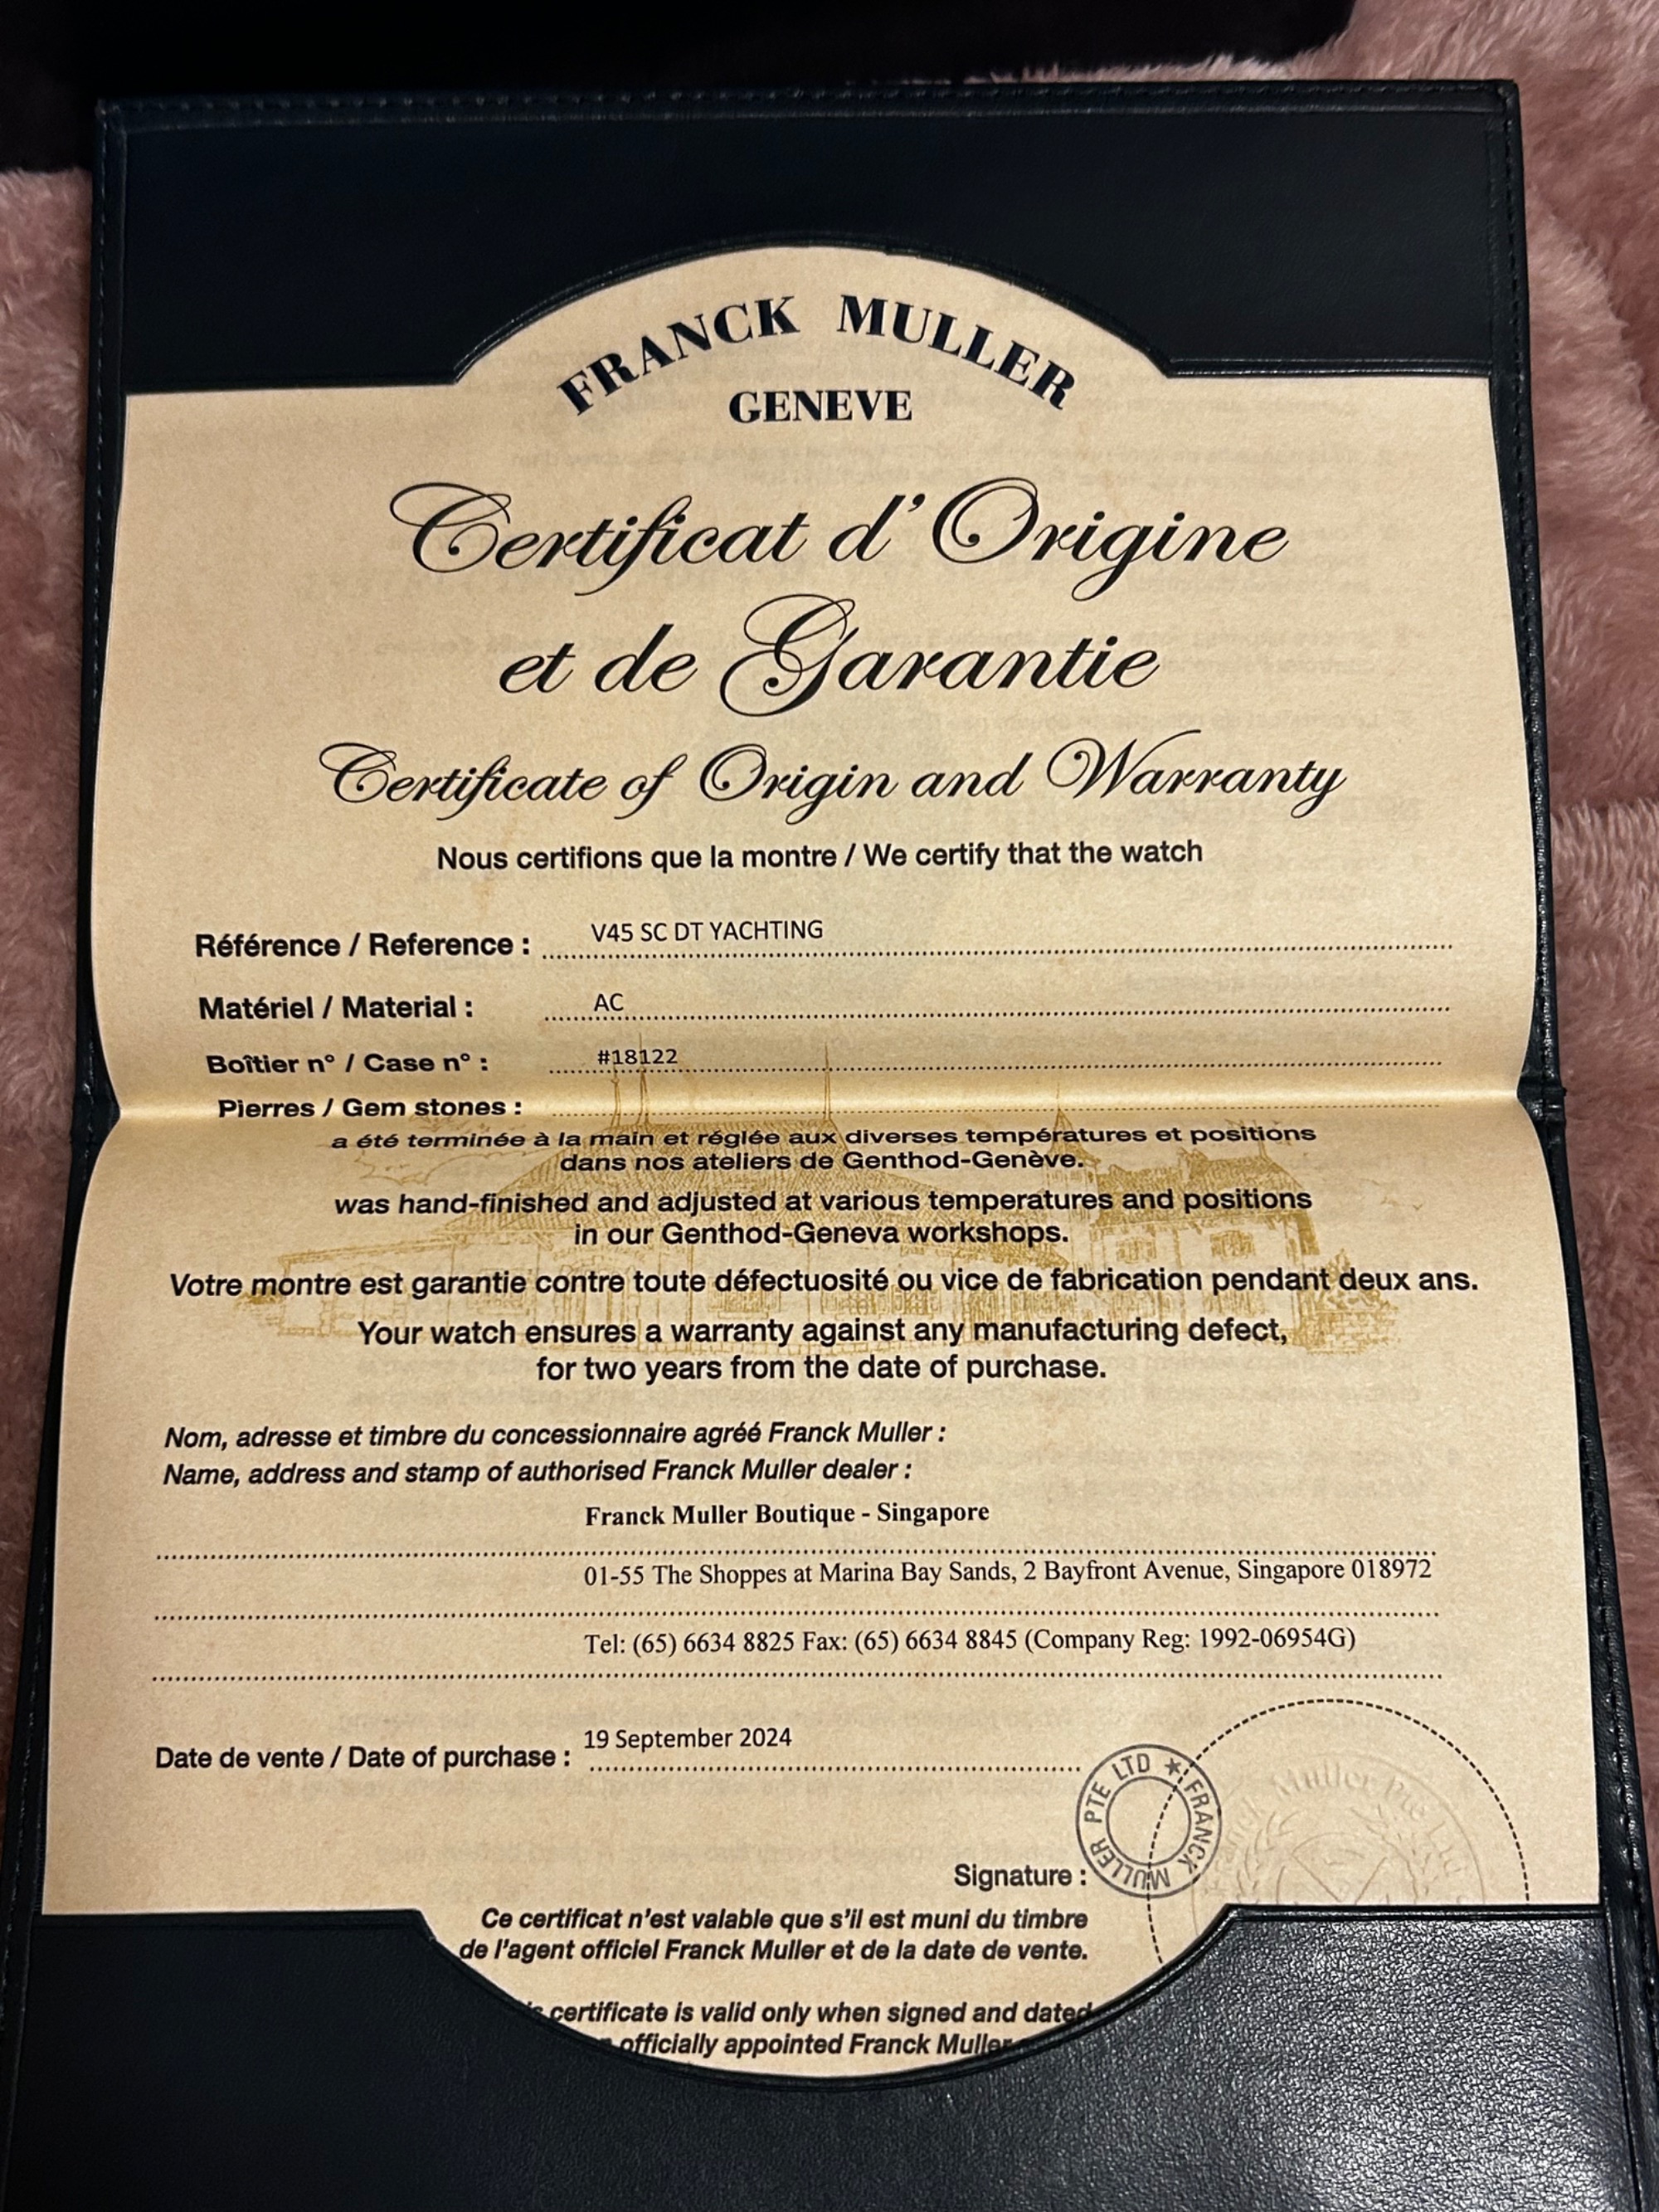 FRANCK MULLER
GENEVE
Certificat d'Origine
et de Garantie
Certificate of Origin and Warranty
Nous certifions que la montre / We certify that the watch
Référence / Reference : V45 SC DT YACHTING
Matériel / Material : AC
Boîtier n° / Case n° : #18122
Pierres / Gem stones :
a été terminée à la main et réglée aux diverses températures et positions
dans nos ateliers de Genthod-Genève.
was hand-finished and adjusted at various temperatures and positions
in our Genthod-Geneva workshops.
Votre montre est garantie contre toute défectuosité ou vice de fabrication pendant deux ans.
Your watch ensures a warranty against any manufacturing defect,
for two years from the date of purchase.
Nom, adresse et timbre du concessionnaire agréé Franck Muller :
Name, address and stamp of authorised Franck Muller dealer :
Franck Muller Boutique - Singapore
01-55 The Shoppes at Marina Bay Sands, 2 Bayfront Avenue, Singapore 018972
Tel: (65) 6634 8825 Fax: (65) 6634 8845 (Company Reg: 1992-06954G)
Date de vente / Date of purchase : 19 September 2024
FRANCK MULLER PTE LTD ★
Muller Pte Ltd
Signature :
Ce certificat n'est valable que s'il est muni du timbre
de l'agent officiel Franck Muller et de la date de vente.
certificate is valid only when signed and dated
officially appointed Franck Muller